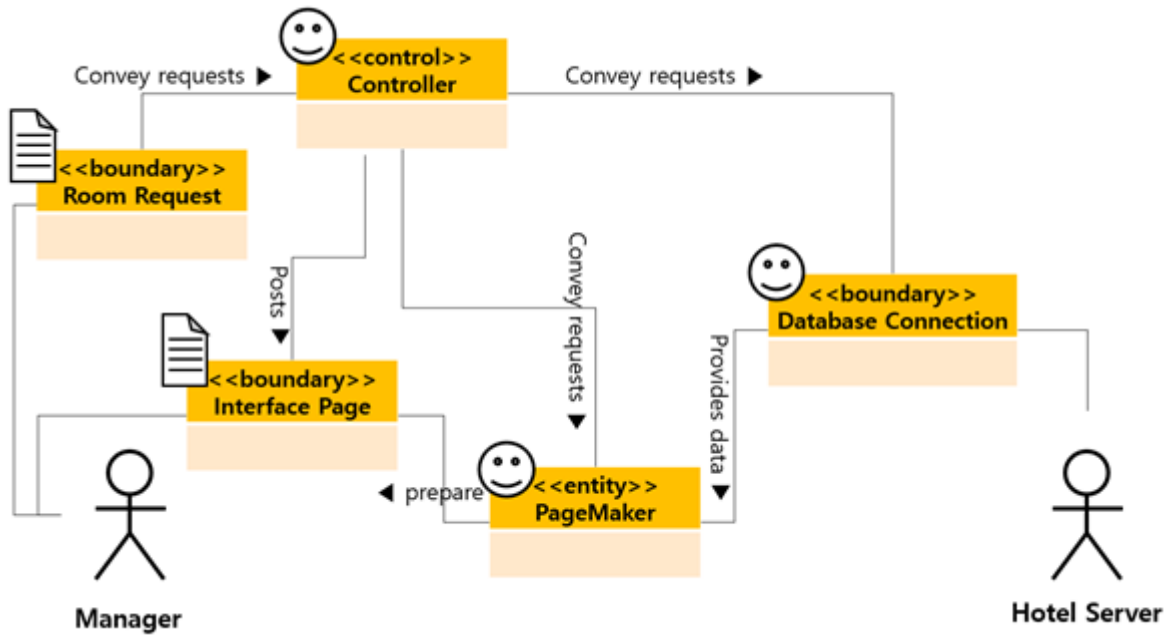 <<control>>
Controller
Convey requests ▶
Convey requests ▶
<<boundary>>
Room Request
Posts ▶
Convey requests ▶
<<boundary>>
Database Connection
Provides data ▶
<<boundary>>
Interface Page
◀ prepare
<<entity>>
PageMaker
Manager
Hotel Server